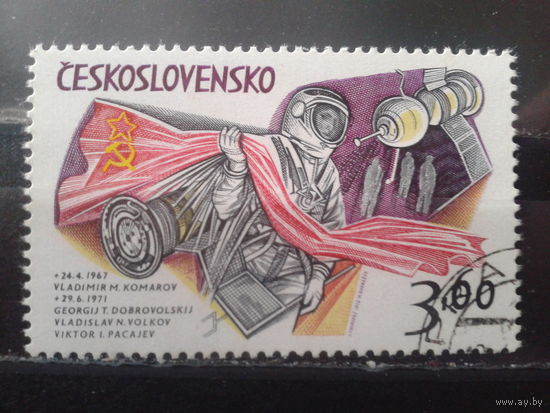 ČESKOSLOVENSKO
+ 24.4.1967
VLADIMIR M. KOMAROV
+ 29.6.1971
GEORGIJ T. DOBROVOLSKIJ
VLADISLAV N. VOLKOV
VIKTOR I. PACAJEV
3,60
www.ay.by